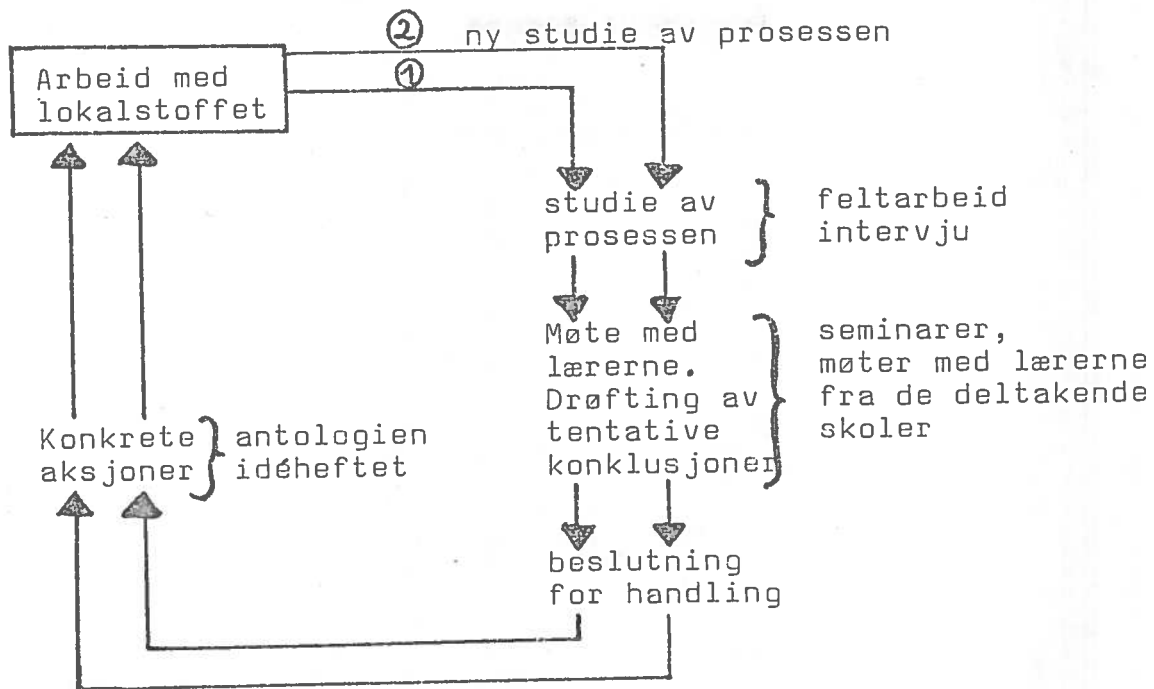 ② ny studie av prosessen
①
Arbeid med
lokalstoffet
studie av
prosessen
feltarbeid
intervju
Møte med
lærerne.
Drøfting av
tentative
konklusjoner
seminarer,
møter med lærerne
fra de deltakende
skoler
Konkrete
aksjoner
antologien
idéheftet
beslutning
for handling